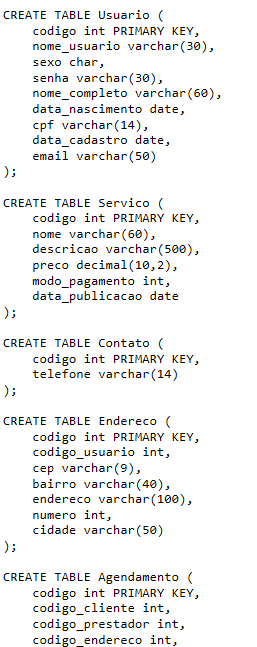 CREATE TABLE Usuario (
codigo int PRIMARY KEY,
nome_usuario varchar(30),
sexo char,
senha varchar(30),
nome_completo varchar(60),
data_nascimento date,
cpf varchar(14),
data_cadastro date,
email varchar(50)
);
CREATE TABLE Servico (
codigo int PRIMARY KEY,
nome varchar(60),
descricao varchar(500),
preco decimal(10,2),
modo_pagamento int,
data_publicacao date
);
CREATE TABLE Contato (
codigo int PRIMARY KEY,
telefone varchar(14)
);
CREATE TABLE Endereco (
codigo int PRIMARY KEY,
codigo_usuario int,
cep varchar(9),
bairro varchar(40),
endereco varchar(100),
numero int,
cidade varchar(50)
);
CREATE TABLE Agendamento (
codigo int PRIMARY KEY,
codigo_cliente int,
codigo_prestador int,
codigo_endereco int,